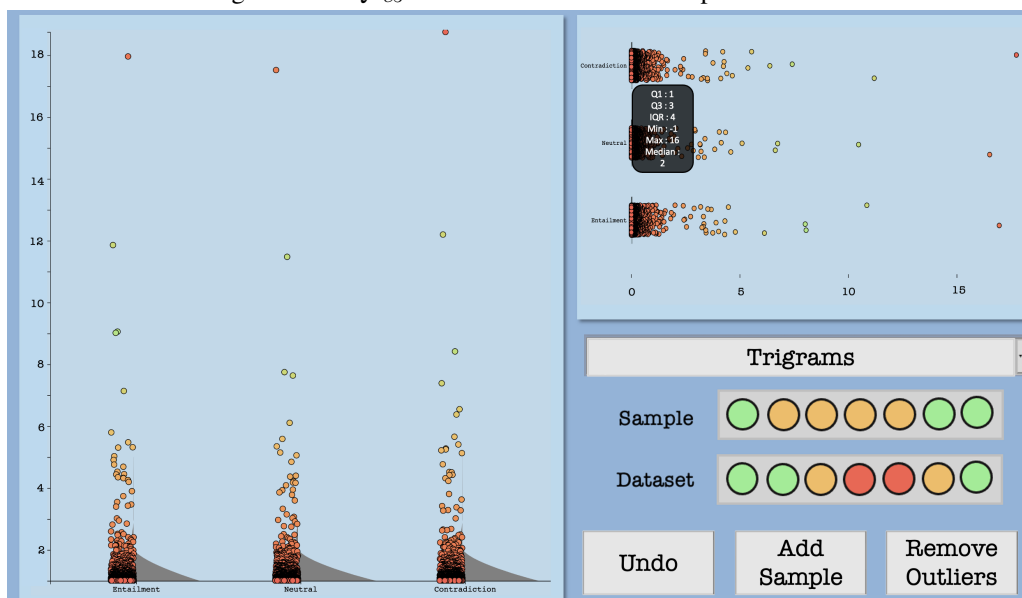 18
16
14
12
10
8
6
4
2
Entailment
Neutral
Contradiction
Contradiction
Neutral
Entailment
Q1 : 1
Q3 : 3
IQR : 4
Min : -1
Max : 16
Median :
2
0
5
10
15
Trigrams
Sample
Dataset
Undo
Add
Sample
Remove
Outliers